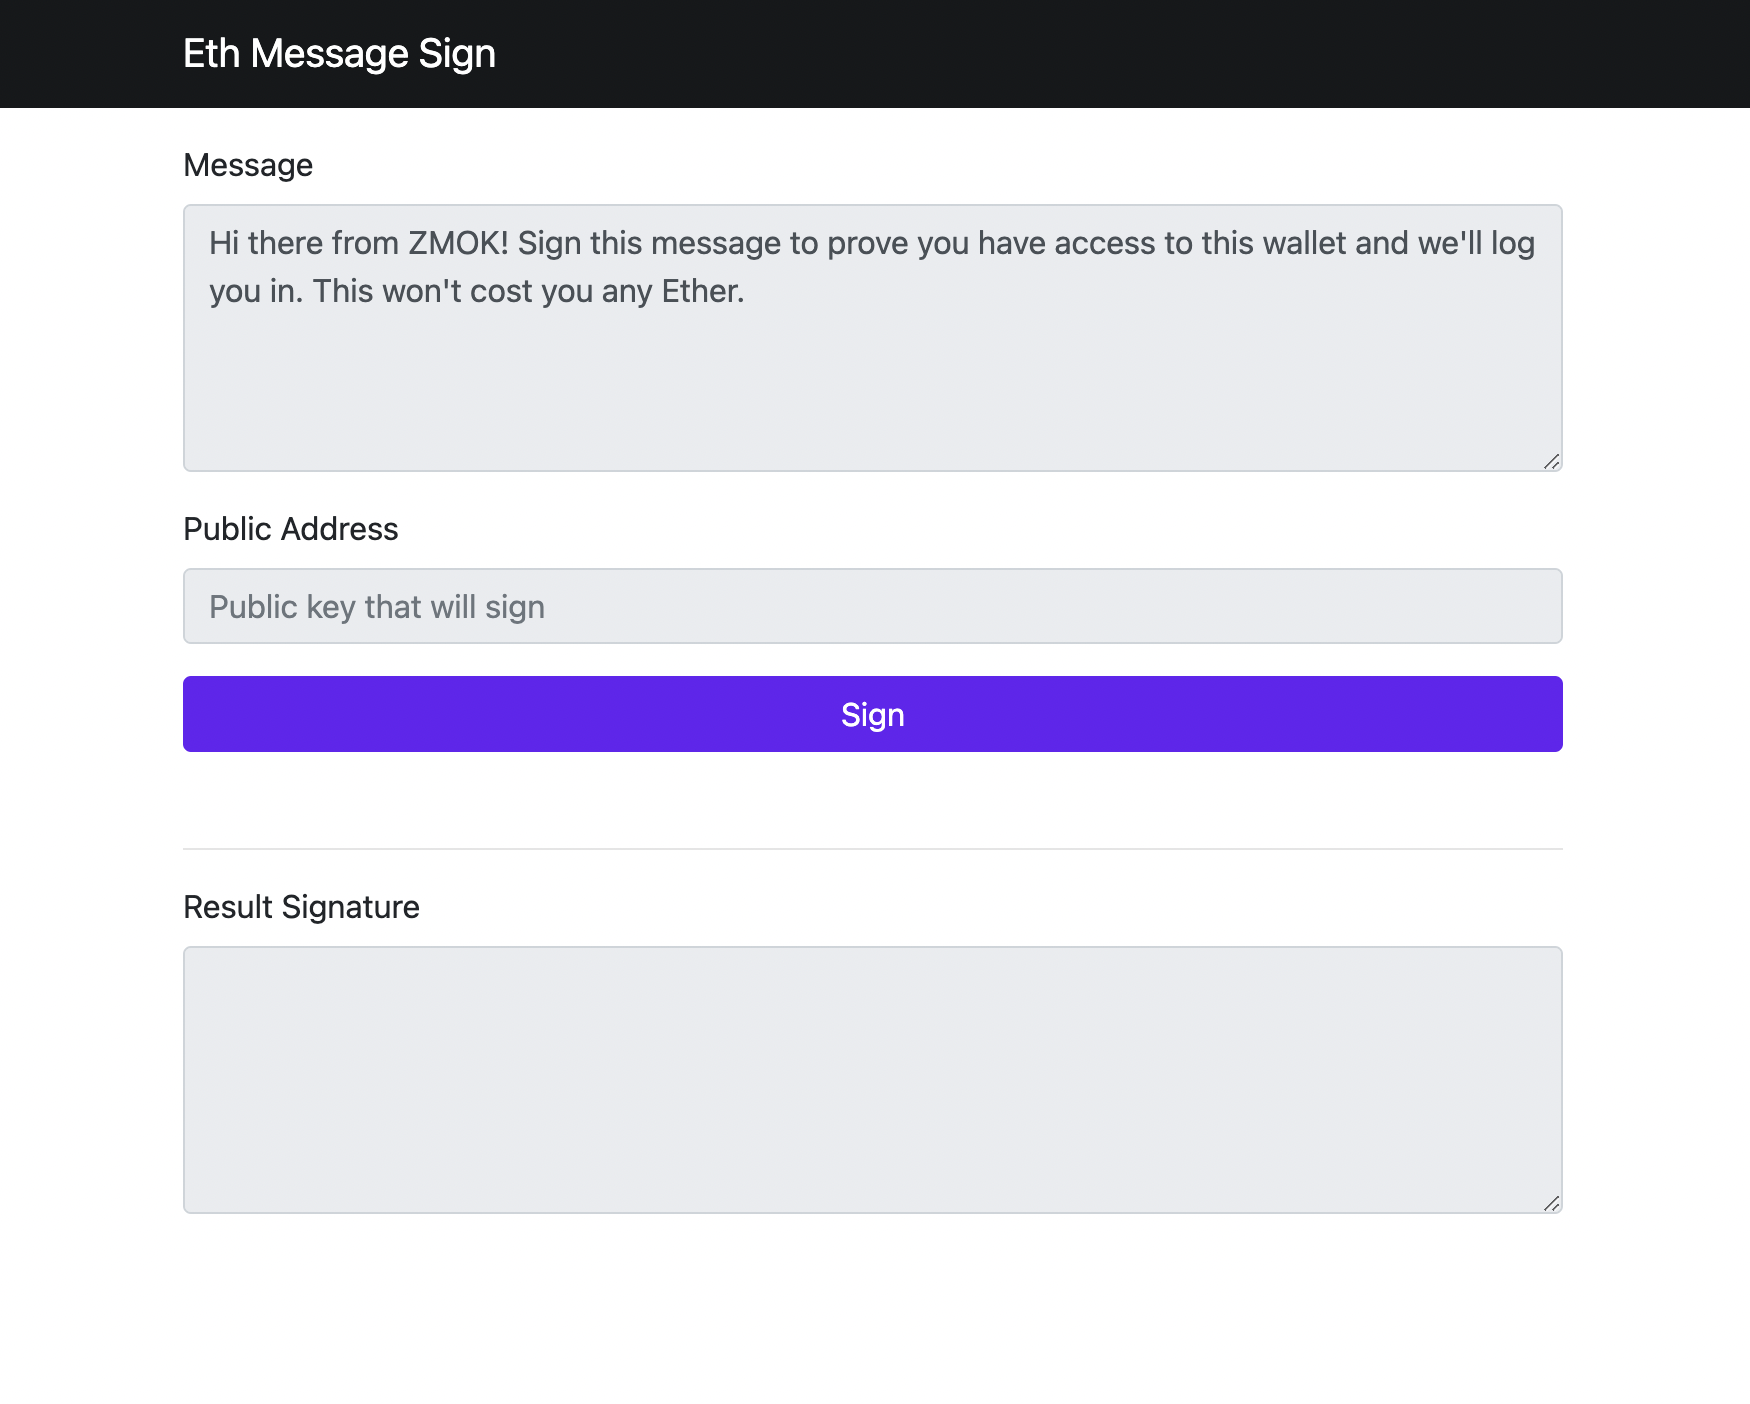 Eth Message Sign
Message
Hi there from ZMOK! Sign this message to prove you have access to this wallet and we'll log
you in. This won't cost you any Ether.
Public Address
Public key that will sign
Sign
Result Signature